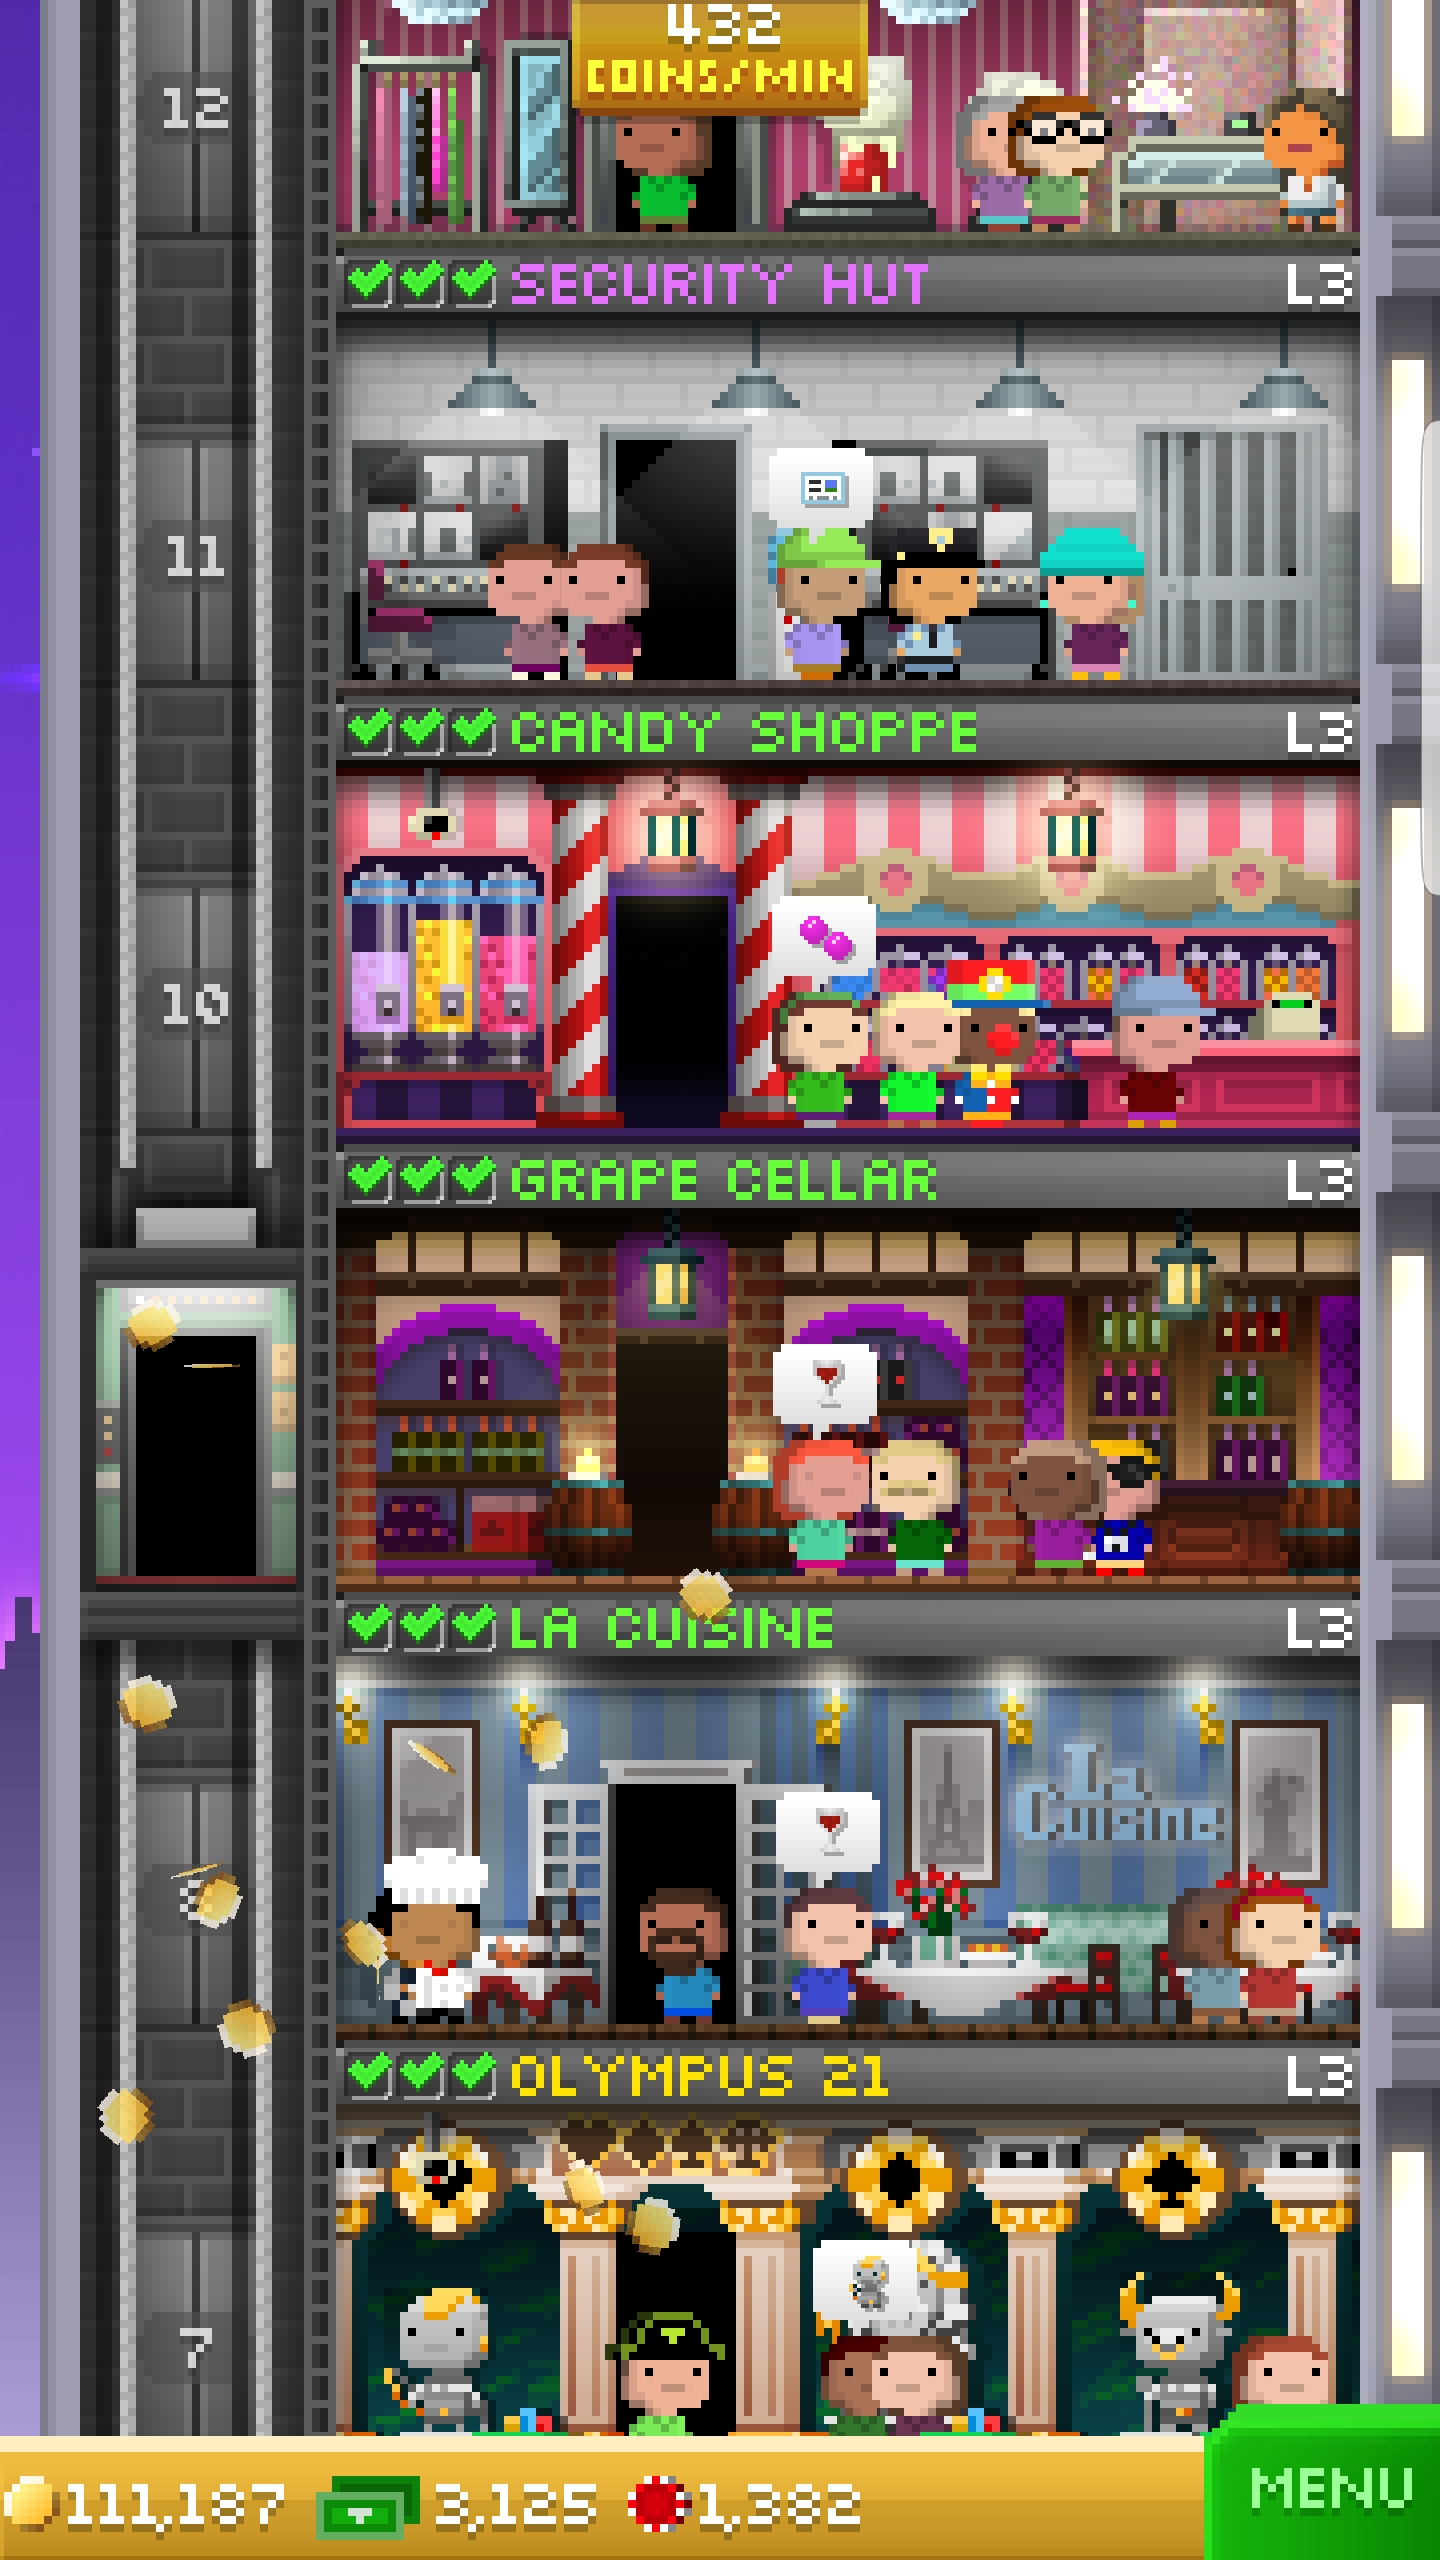 432
COINS/MIN
12
SECURITY HUT L3
11
CANDY SHOPPE L3
10
GRAPE CELLAR L3
LA CUISINE L3
La
Cuisine
OLYMPUS 21 L3
7
111,187 3,125 1,382 MENU